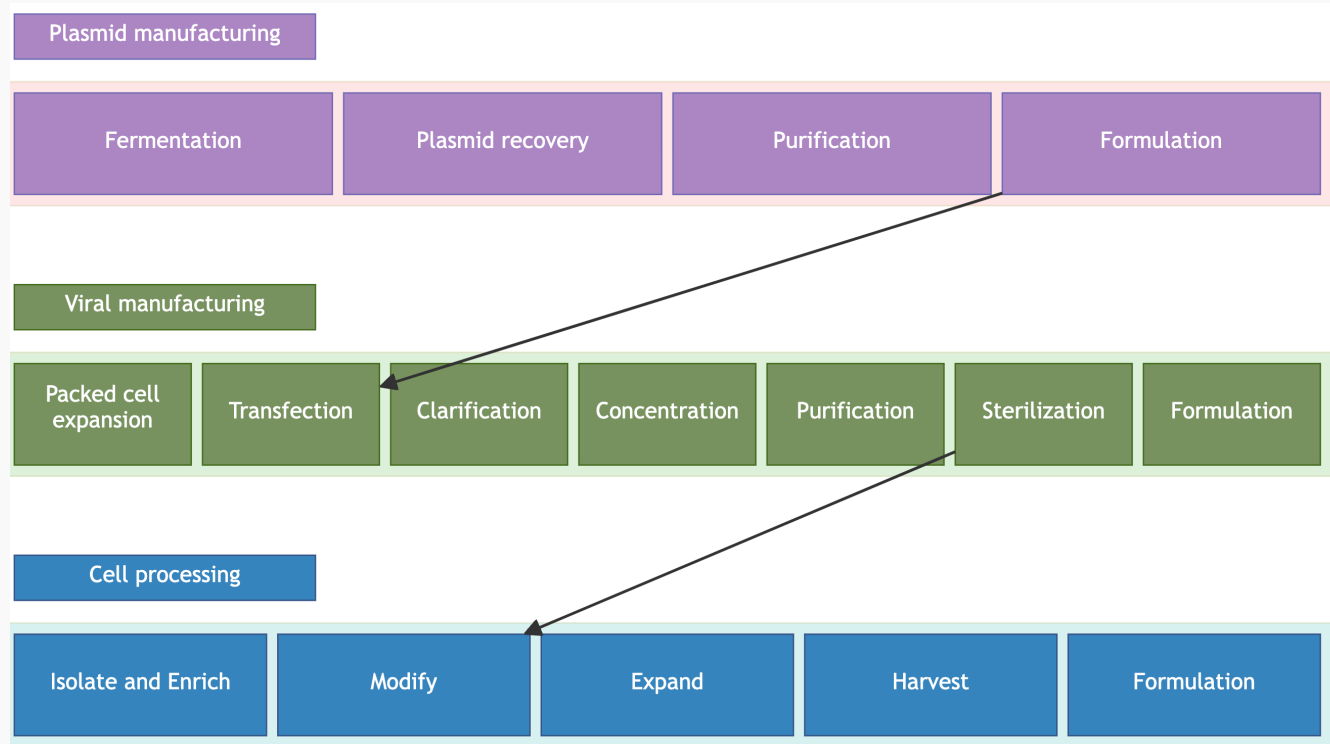 Plasmid manufacturing
Fermentation
Plasmid recovery
Purification
Formulation
Viral manufacturing
Packed cell
expansion
Transfection
Clarification
Concentration
Purification
Sterilization
Formulation
Cell processing
Isolate and Enrich
Modify
Expand
Harvest
Formulation